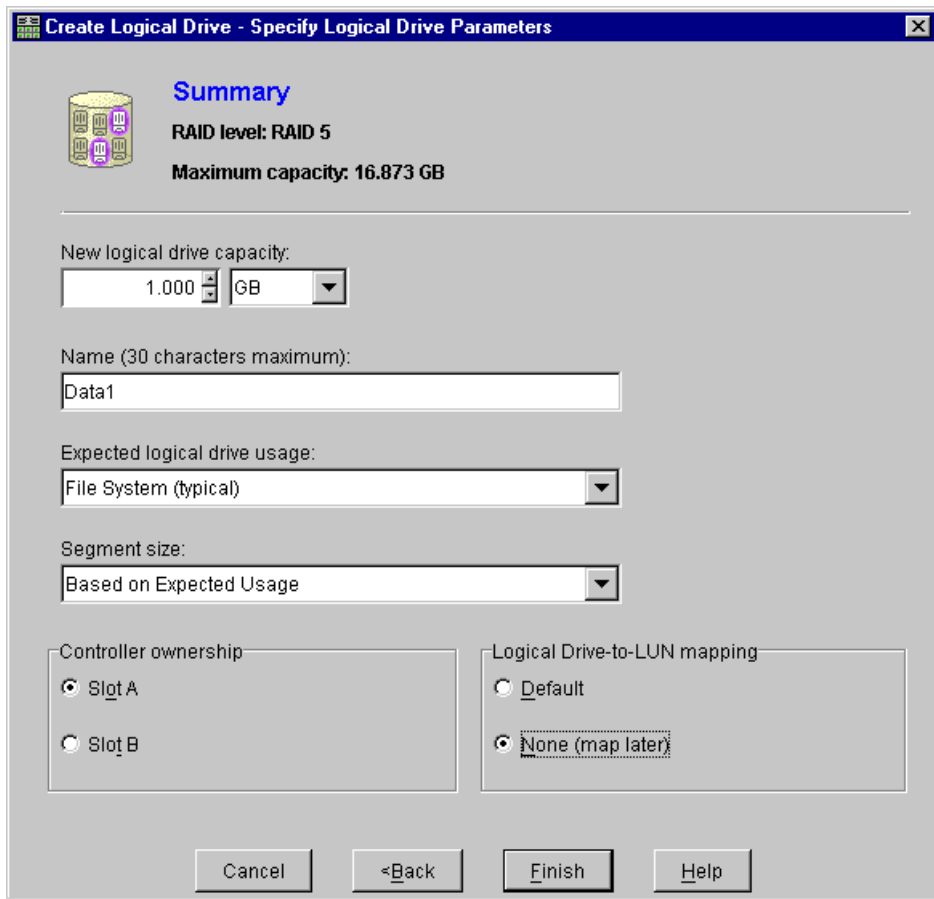 Create Logical Drive - Specify Logical Drive Parameters
Summary
RAID level: RAID 5
Maximum capacity: 16.873 GB
New logical drive capacity:
1.000 GB
Name (30 characters maximum):
Data1
Expected logical drive usage:
File System (typical)
Segment size:
Based on Expected Usage
Controller ownership
Slot A
Slot B
Logical Drive-to-LUN mapping
Default
None (map later)
Cancel <Back Finish Help